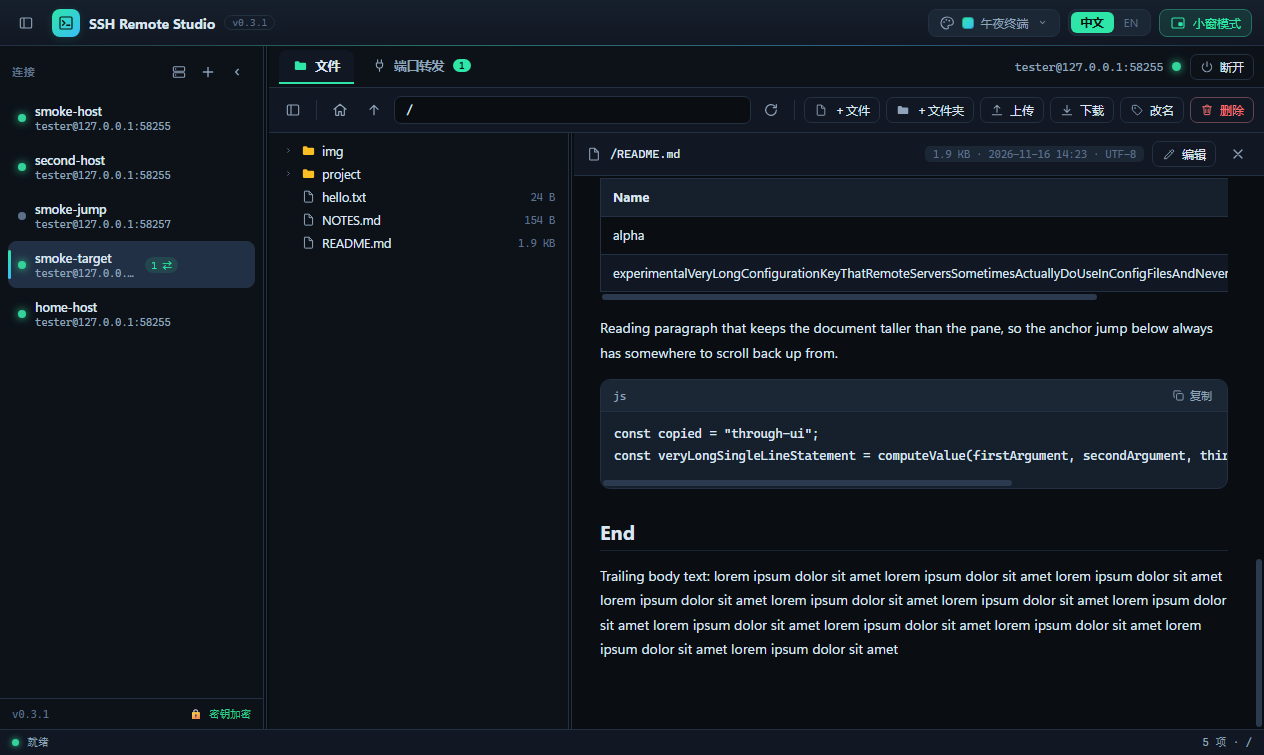 SSH Remote Studio v0.3.1 午夜终端 中文 EN 小窗模式
连接
smoke-host
tester@127.0.0.1:58255
second-host
tester@127.0.0.1:58255
smoke-jump
tester@127.0.0.1:58257
smoke-target
tester@127.0.0.… 1 ⇄
home-host
tester@127.0.0.1:58255
v0.3.1 密钥加密
文件 端口转发 1 tester@127.0.0.1:58255 断开
/ +文件 +文件夹 上传 下载 改名 删除
img
project
hello.txt 24 B
NOTES.md 154 B
README.md 1.9 KB
/README.md 1.9 KB · 2026-11-16 14:23 · UTF-8 编辑
Name
alpha
experimentalVeryLongConfigurationKeyThatRemoteServersSometimesActuallyDoUseInConfigFilesAndNever
Reading paragraph that keeps the document taller than the pane, so the anchor jump below always
has somewhere to scroll back up from.
js 复制
const copied = "through-ui";
const veryLongSingleLineStatement = computeValue(firstArgument, secondArgument, thir
End
Trailing body text: lorem ipsum dolor sit amet lorem ipsum dolor sit amet lorem ipsum dolor sit amet
lorem ipsum dolor sit amet lorem ipsum dolor sit amet lorem ipsum dolor sit amet lorem ipsum dolor
sit amet lorem ipsum dolor sit amet lorem ipsum dolor sit amet lorem ipsum dolor sit amet lorem
ipsum dolor sit amet lorem ipsum dolor sit amet
就绪 5 项 · /